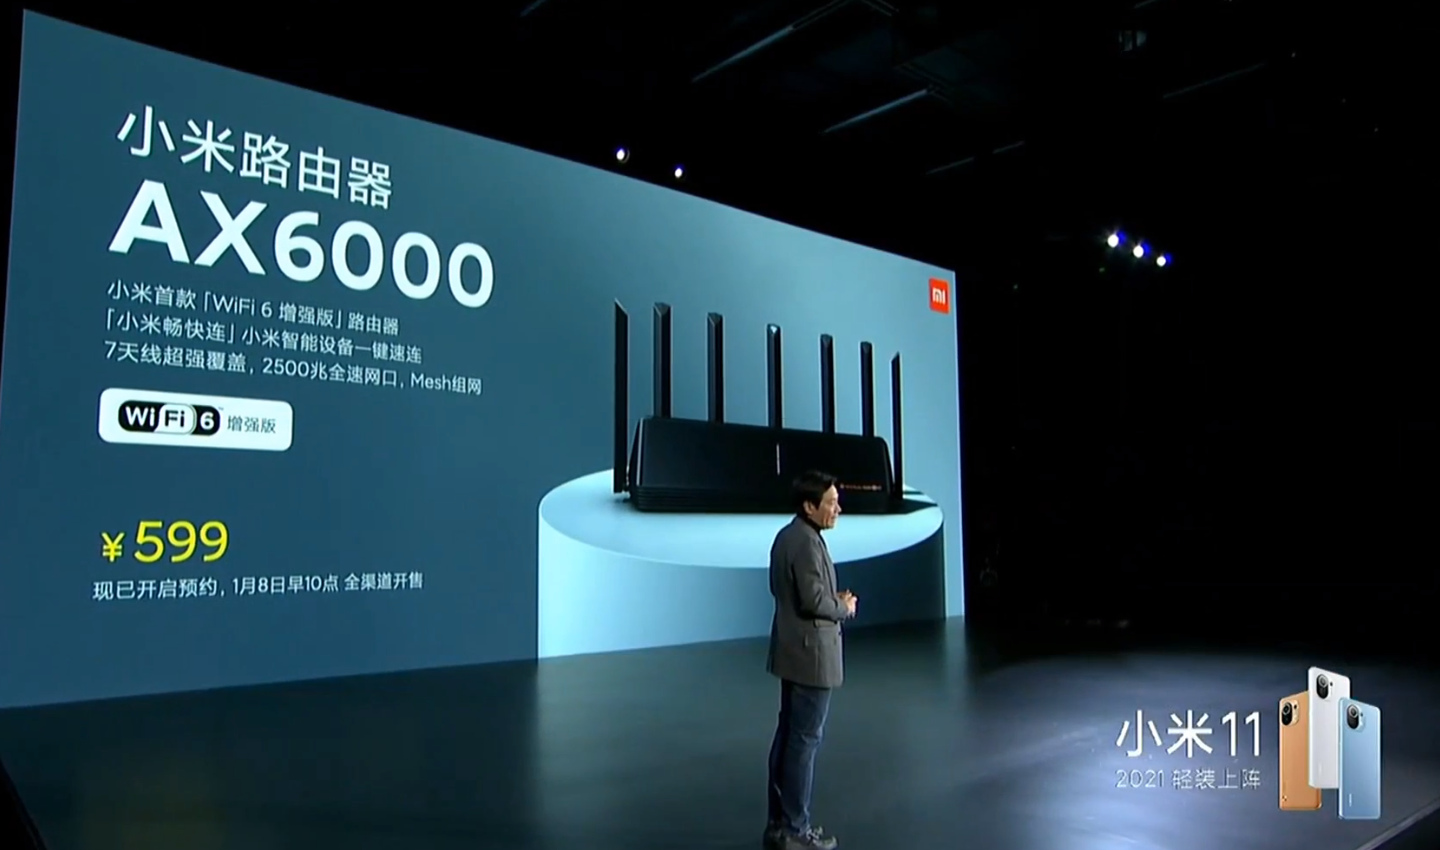 小米路由器
AX6000
小米首款「WiFi 6 增强版」路由器
「小米畅快连」小米智能设备一键速连
7天线超强覆盖，2500兆全速网口，Mesh组网
WiFi 6 增强版
¥ 599
现已开启预约，1月8日早10点 全渠道开售
mi
小米11
2021 轻装上阵